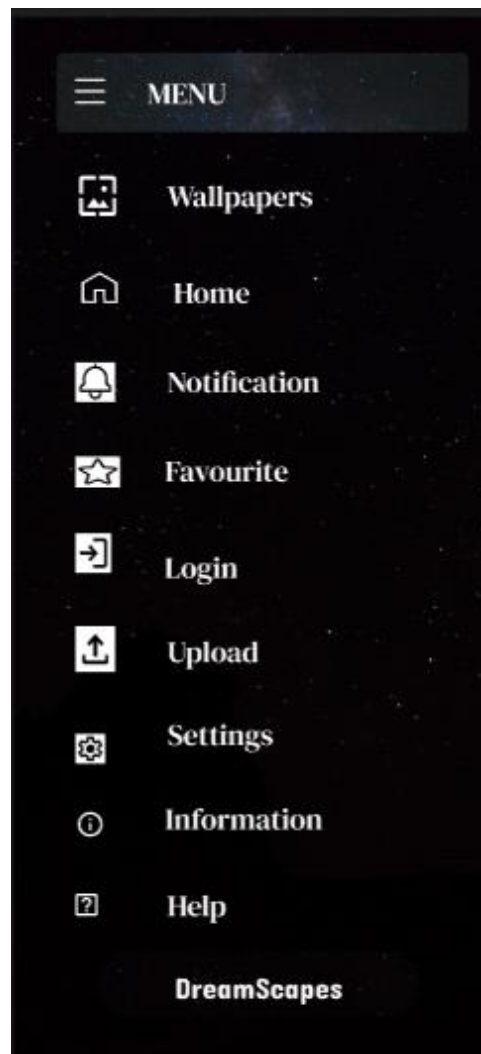 MENU
Wallpapers
Home
Notification
Favourite
Login
Upload
Settings
Information
Help
DreamScapes